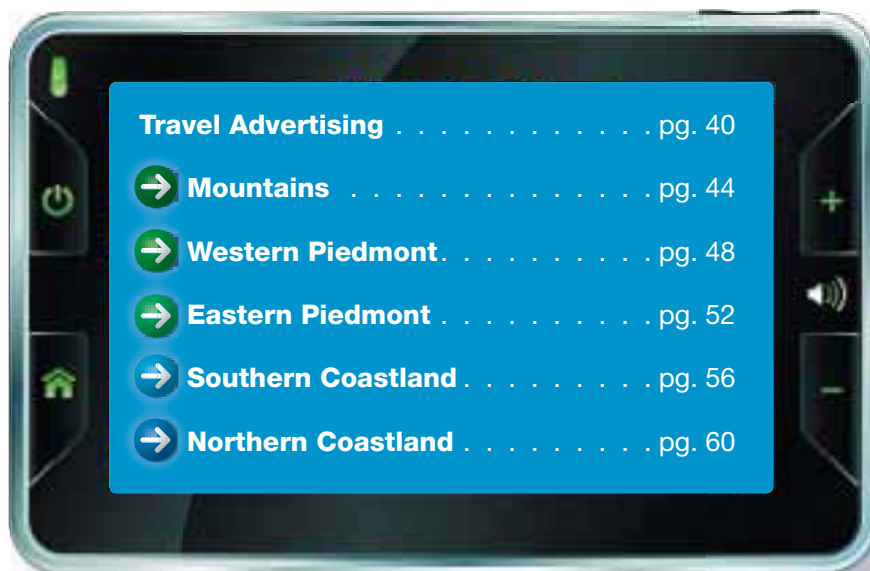 Travel Advertising . . . . . . . . . . . . pg. 40
Mountains . . . . . . . . . . . . . . pg. 44
Western Piedmont. . . . . . . . . . pg. 48
Eastern Piedmont . . . . . . . . . . pg. 52
Southern Coastland . . . . . . . . . pg. 56
Northern Coastland . . . . . . . . . pg. 60